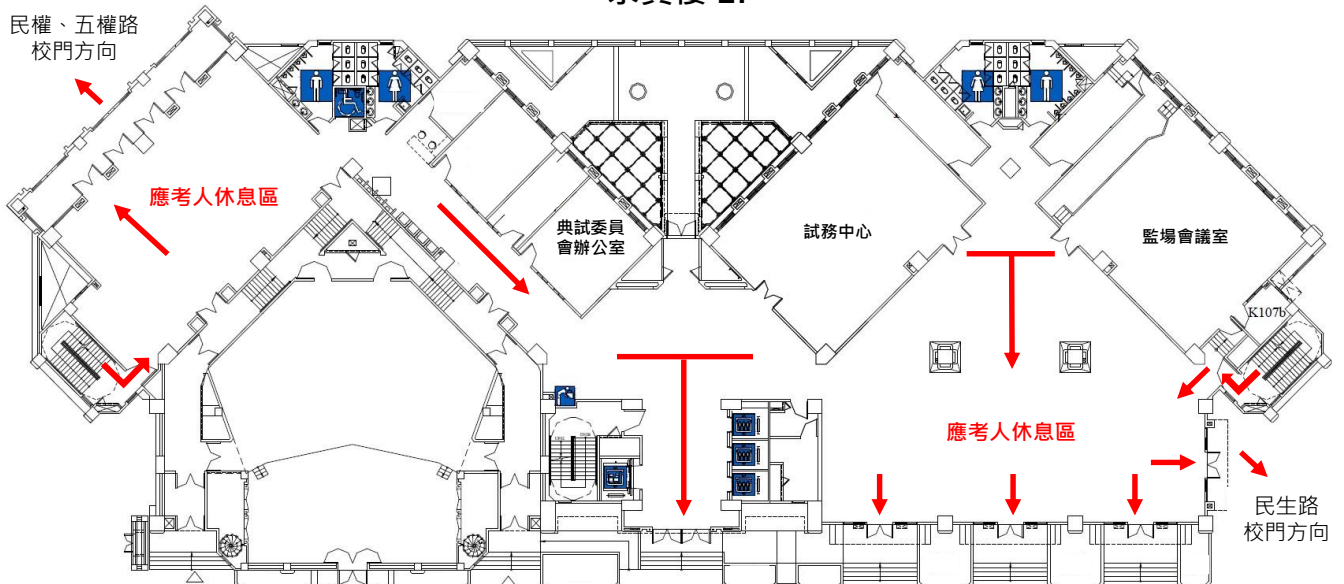 民權、五權路
校門方向
應考人休息區
典試委員
會辦公室
試務中心
監場會議室
K107b
應考人休息區
民生路
校門方向